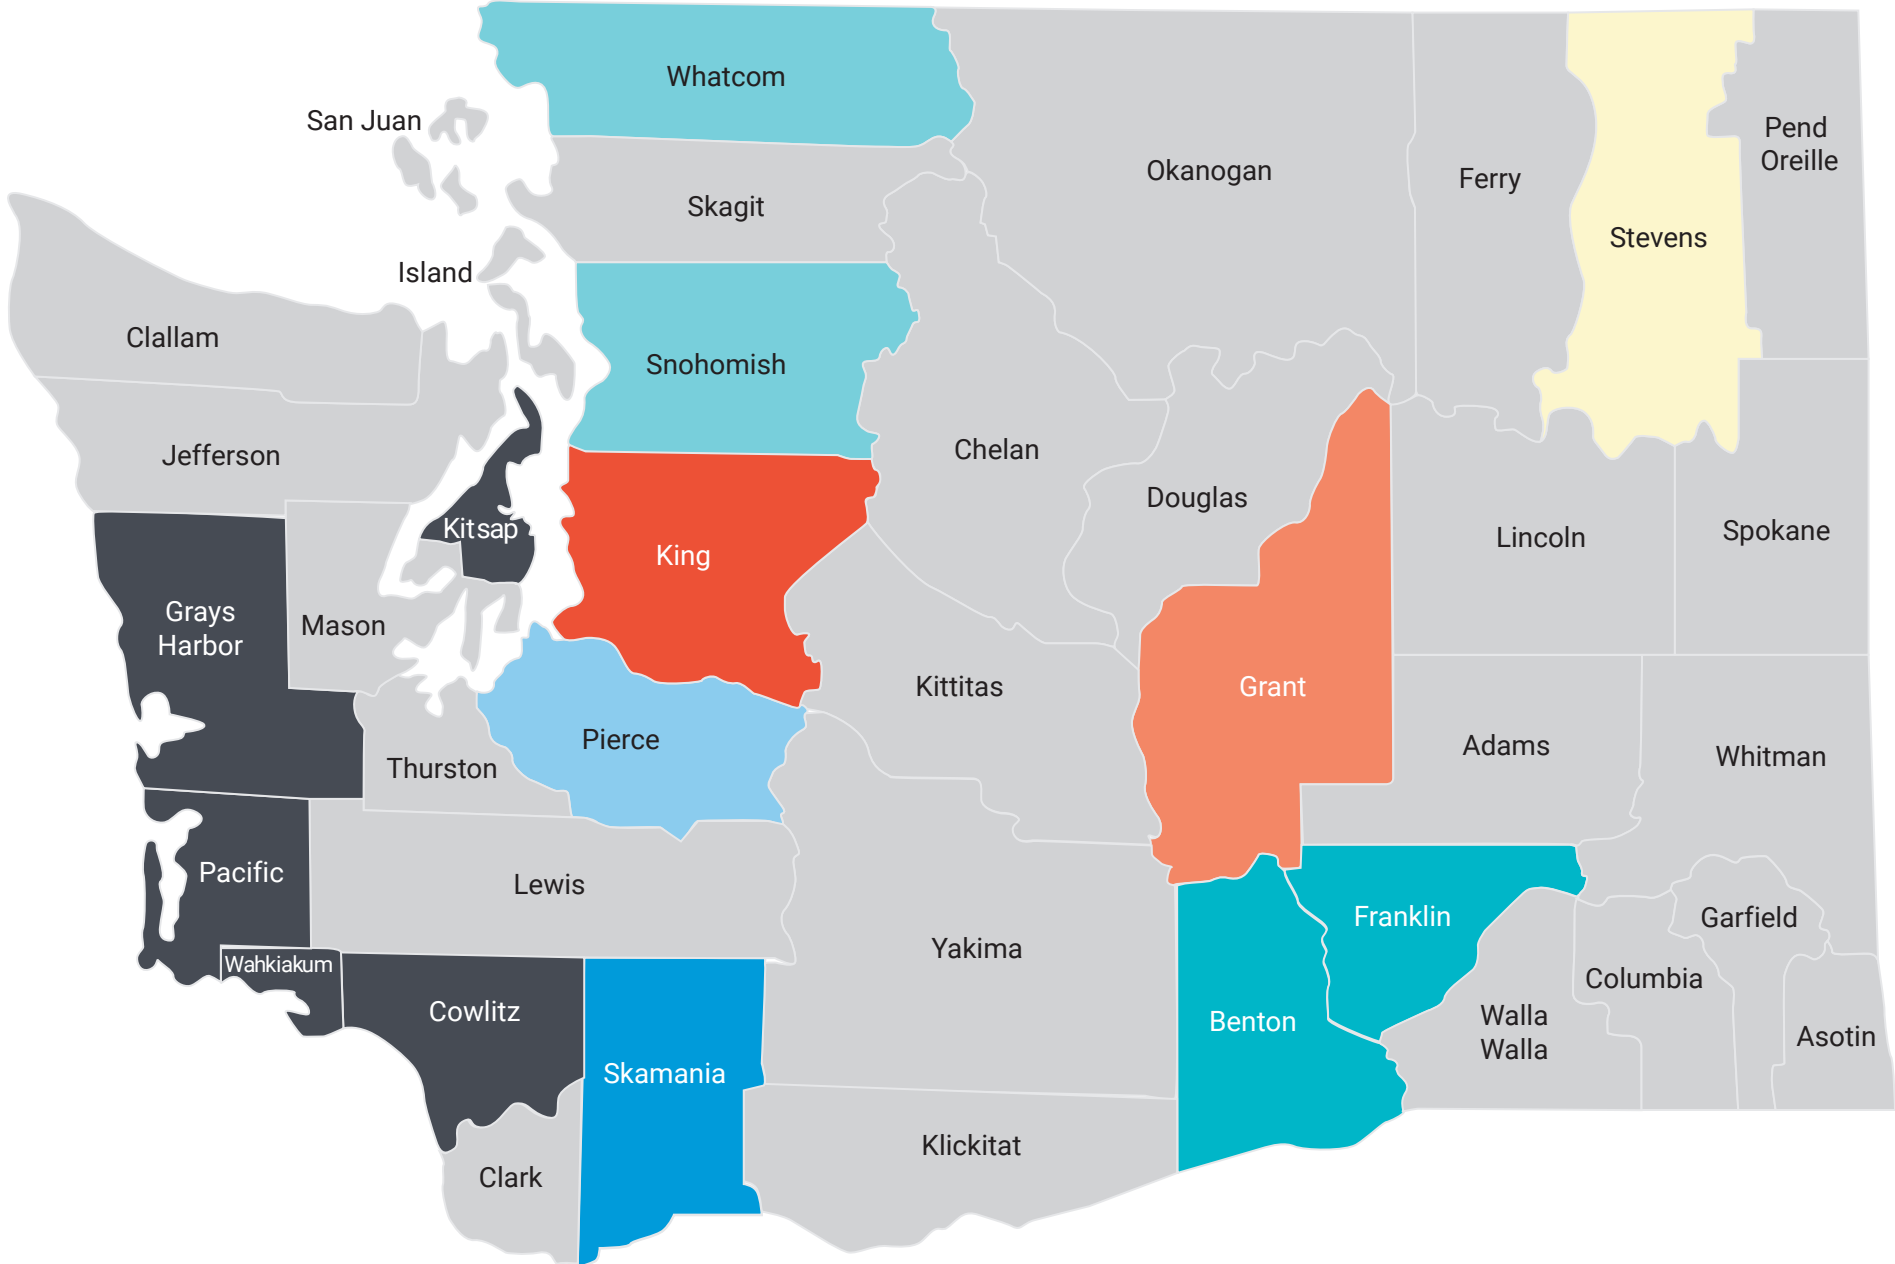 Whatcom
San Juan
Okanogan
Ferry
Pend
Oreille
Skagit
Stevens
Island
Clallam
Snohomish
Jefferson
Chelan
Douglas
Kitsap
King
Lincoln
Spokane
Grays
Harbor
Mason
Kittitas
Grant
Pierce
Thurston
Adams
Whitman
Pacific
Lewis
Franklin
Garfield
Yakima
Wahkiakum
Columbia
Cowlitz
Benton
Walla
Walla
Asotin
Skamania
Klickitat
Clark